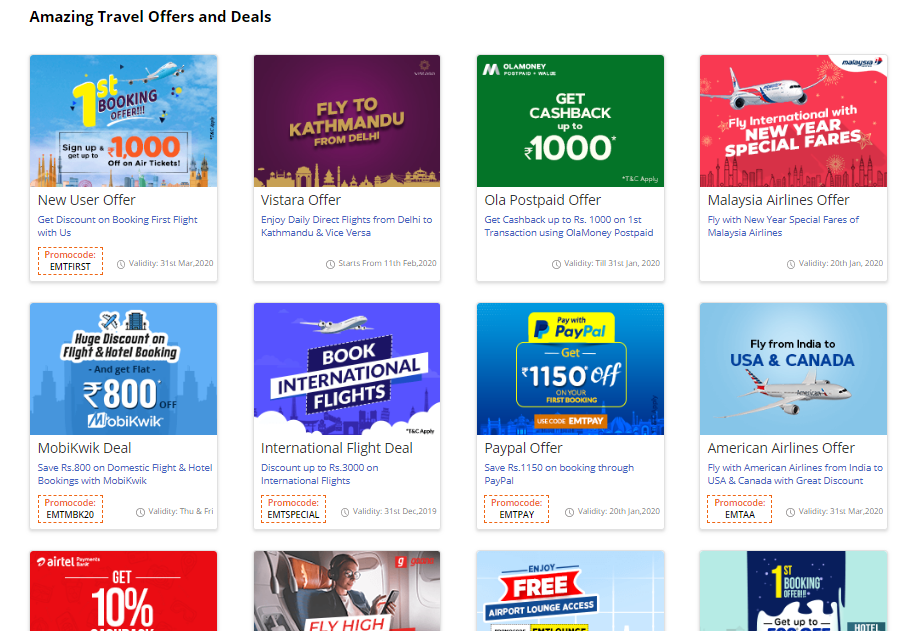 Amazing Travel Offers and Deals
1st
BOOKING
OFFER!!!
Sign up &
get up to
₹1,000
Off on Air Tickets!
*T&C apply
New User Offer
Get Discount on Booking First Flight
with Us
Promocode:
EMTFIRST
Validity: 31st Mar,2020
VISTARA
FLY TO
KATHMANDU
FROM DELHI
Vistara Offer
Enjoy Daily Direct Flights from Delhi to
Kathmandu & Vice Versa
Starts From 11th Feb,2020
OLAMONEY
POSTPAID + WALLET
GET
CASHBACK
up to
₹1000*
*T&C Apply
Ola Postpaid Offer
Get Cashback up to Rs. 1000 on 1st
Transaction using OlaMoney Postpaid
Validity: Till 31st Jan, 2020
malaysia
Fly International with
NEW YEAR
SPECIAL FARES
Malaysia Airlines Offer
Fly with New Year Special Fares of
Malaysia Airlines
Validity: 20th Jan, 2020
Huge Discount on
Flight & Hotel Booking
- And get Flat -
₹800* OFF
MobiKwik
MobiKwik Deal
Save Rs.800 on Domestic Flight & Hotel
Bookings with MobiKwik
Promocode:
EMTMBK20
Validity: Thu & Fri
BOOK
INTERNATIONAL
FLIGHTS
*T&C Apply
International Flight Deal
Discount up to Rs.3000 on
International Flights
Promocode:
EMTSPECIAL
Validity: 31st Dec,2019
Pay with
PayPal
Get
₹1150* off
ON YOUR
FIRST BOOKING
USE CODE EMTPAY
Paypal Offer
Save Rs.1150 on booking through
PayPal
Promocode:
EMTPAY
Validity: 20th Jan,2020
Fly from India to
USA & CANADA
American
American Airlines Offer
Fly with American Airlines from India to
USA & Canada with Great Discount
Promocode:
EMTAA
Validity: 31st Mar,2020
airtel Payments
Bank
GET
10%
CASHBACK
FLY HIGH
ENJOY
FREE
AIRPORT LOUNGE ACCESS
EMTLOUNGE
1ST
BOOKING*
OFFER!!!
Get up to
HOTEL